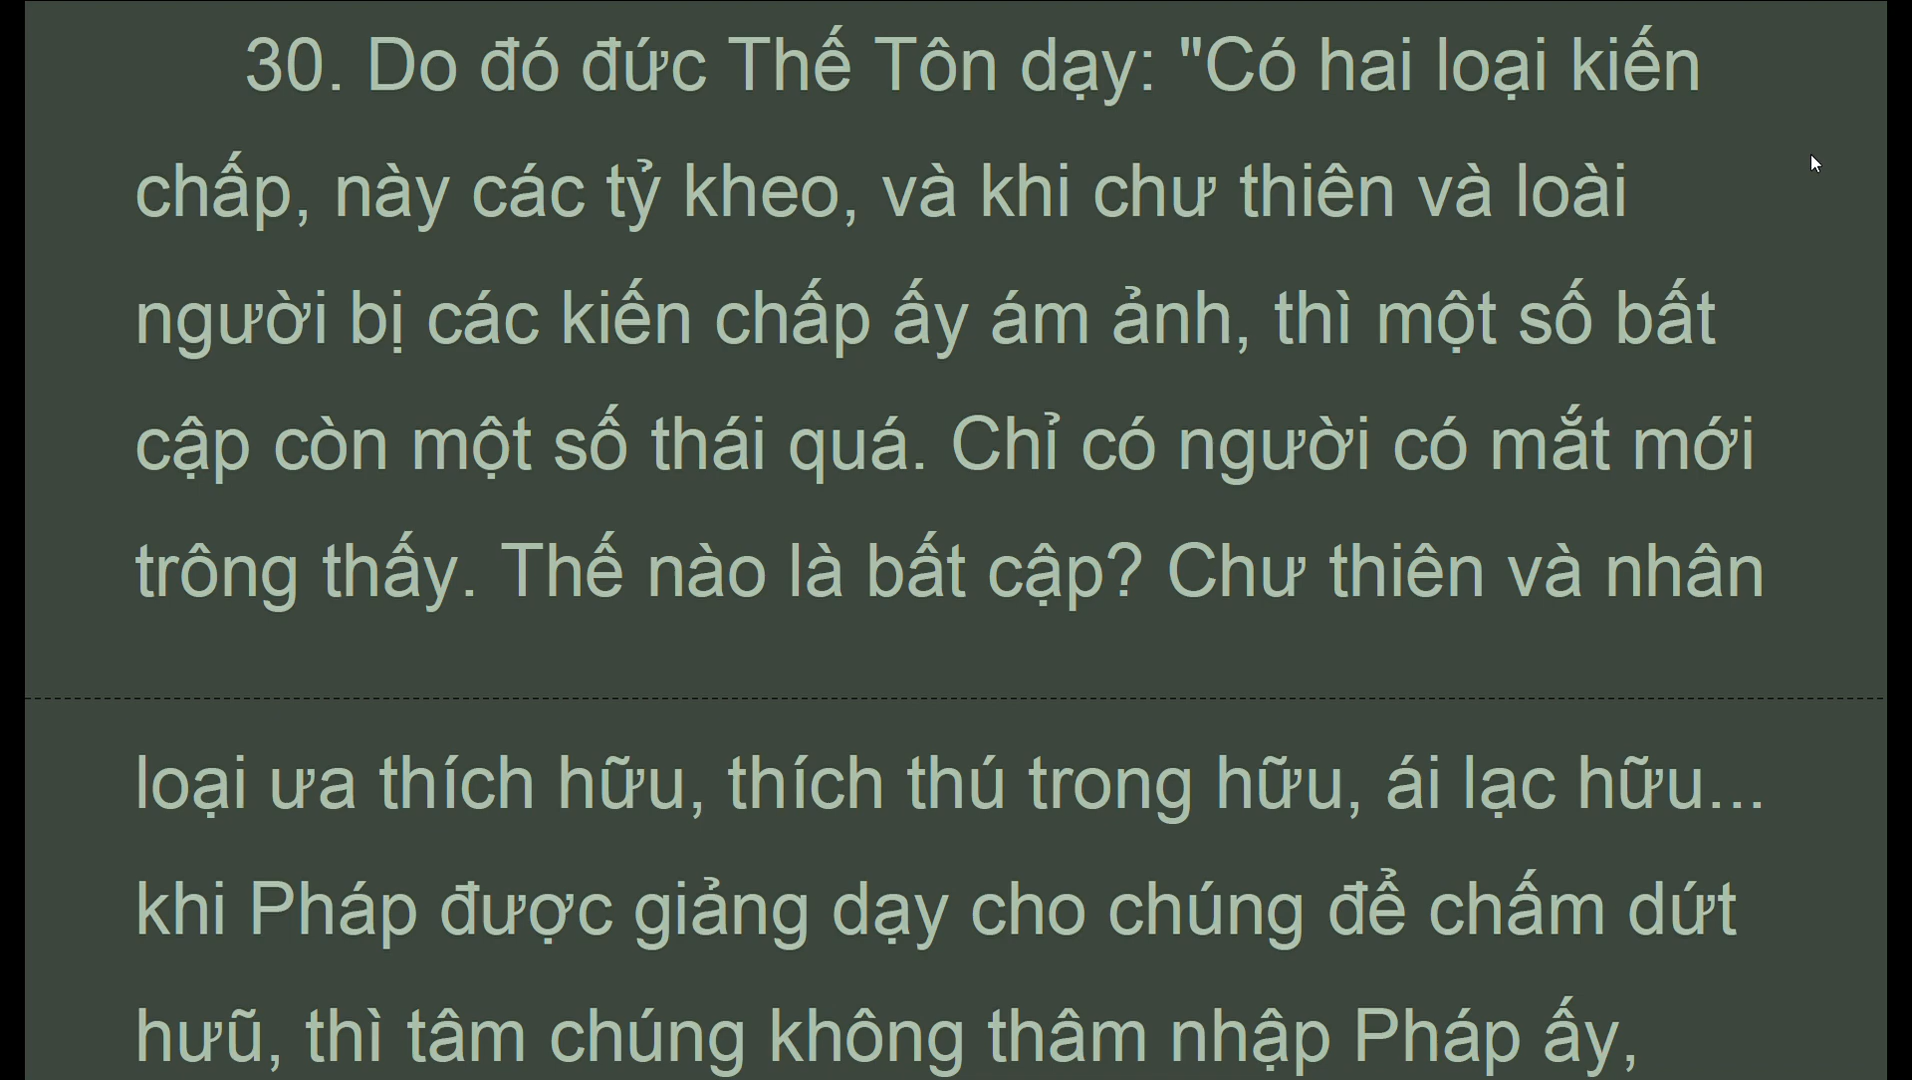 30. Do đó đức Thế Tôn dạy: "Có hai loại kiến
chấp, này các tỷ kheo, và khi chư thiên và loài
người bị các kiến chấp ấy ám ảnh, thì một số bất
cập còn một số thái quá. Chỉ có người có mắt mới
trông thấy. Thế nào là bất cập? Chư thiên và nhân
loại ưa thích hữu, thích thú trong hữu, ái lạc hữu...
khi Pháp được giảng dạy cho chúng để chấm dứt
hưũ, thì tâm chúng không thâm nhập Pháp ấy,